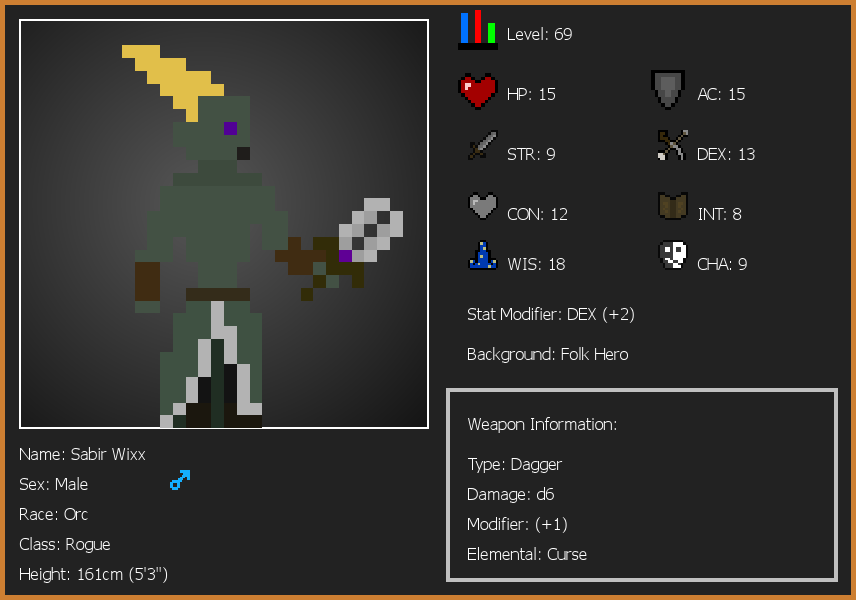 Level: 69
HP: 15
AC: 15
STR: 9
DEX: 13
CON: 12
INT: 8
WIS: 18
CHA: 9
Stat Modifier: DEX (+2)
Background: Folk Hero
Weapon Information:
Type: Dagger
Damage: d6
Modifier: (+1)
Elemental: Curse
Name: Sabir Wixx
Sex: Male
Race: Orc
Class: Rogue
Height: 161cm (5'3")